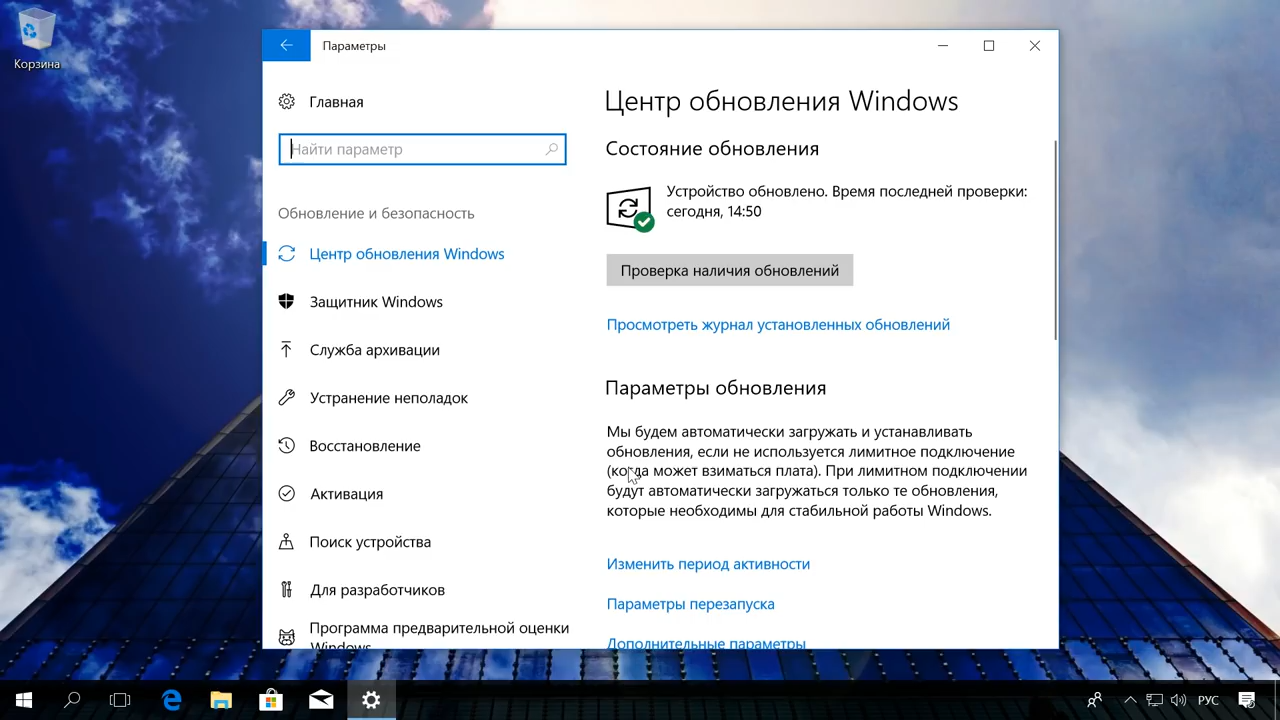 Корзина
Параметры
Главная
Найти параметр
Обновление и безопасность
Центр обновления Windows
Защитник Windows
Служба архивации
Устранение неполадок
Восстановление
Активация
Поиск устройства
Для разработчиков
Программа предварительной оценки
Windows
Центр обновления Windows
Состояние обновления
Устройство обновлено. Время последней проверки:
сегодня, 14:50
Проверка наличия обновлений
Просмотреть журнал установленных обновлений
Параметры обновления
Мы будем автоматически загружать и устанавливать
обновления, если не используется лимитное подключение
(когда может взиматься плата). При лимитном подключении
будут автоматически загружаться только те обновления,
которые необходимы для стабильной работы Windows.
Изменить период активности
Параметры перезапуска
Дополнительные параметры
РУС